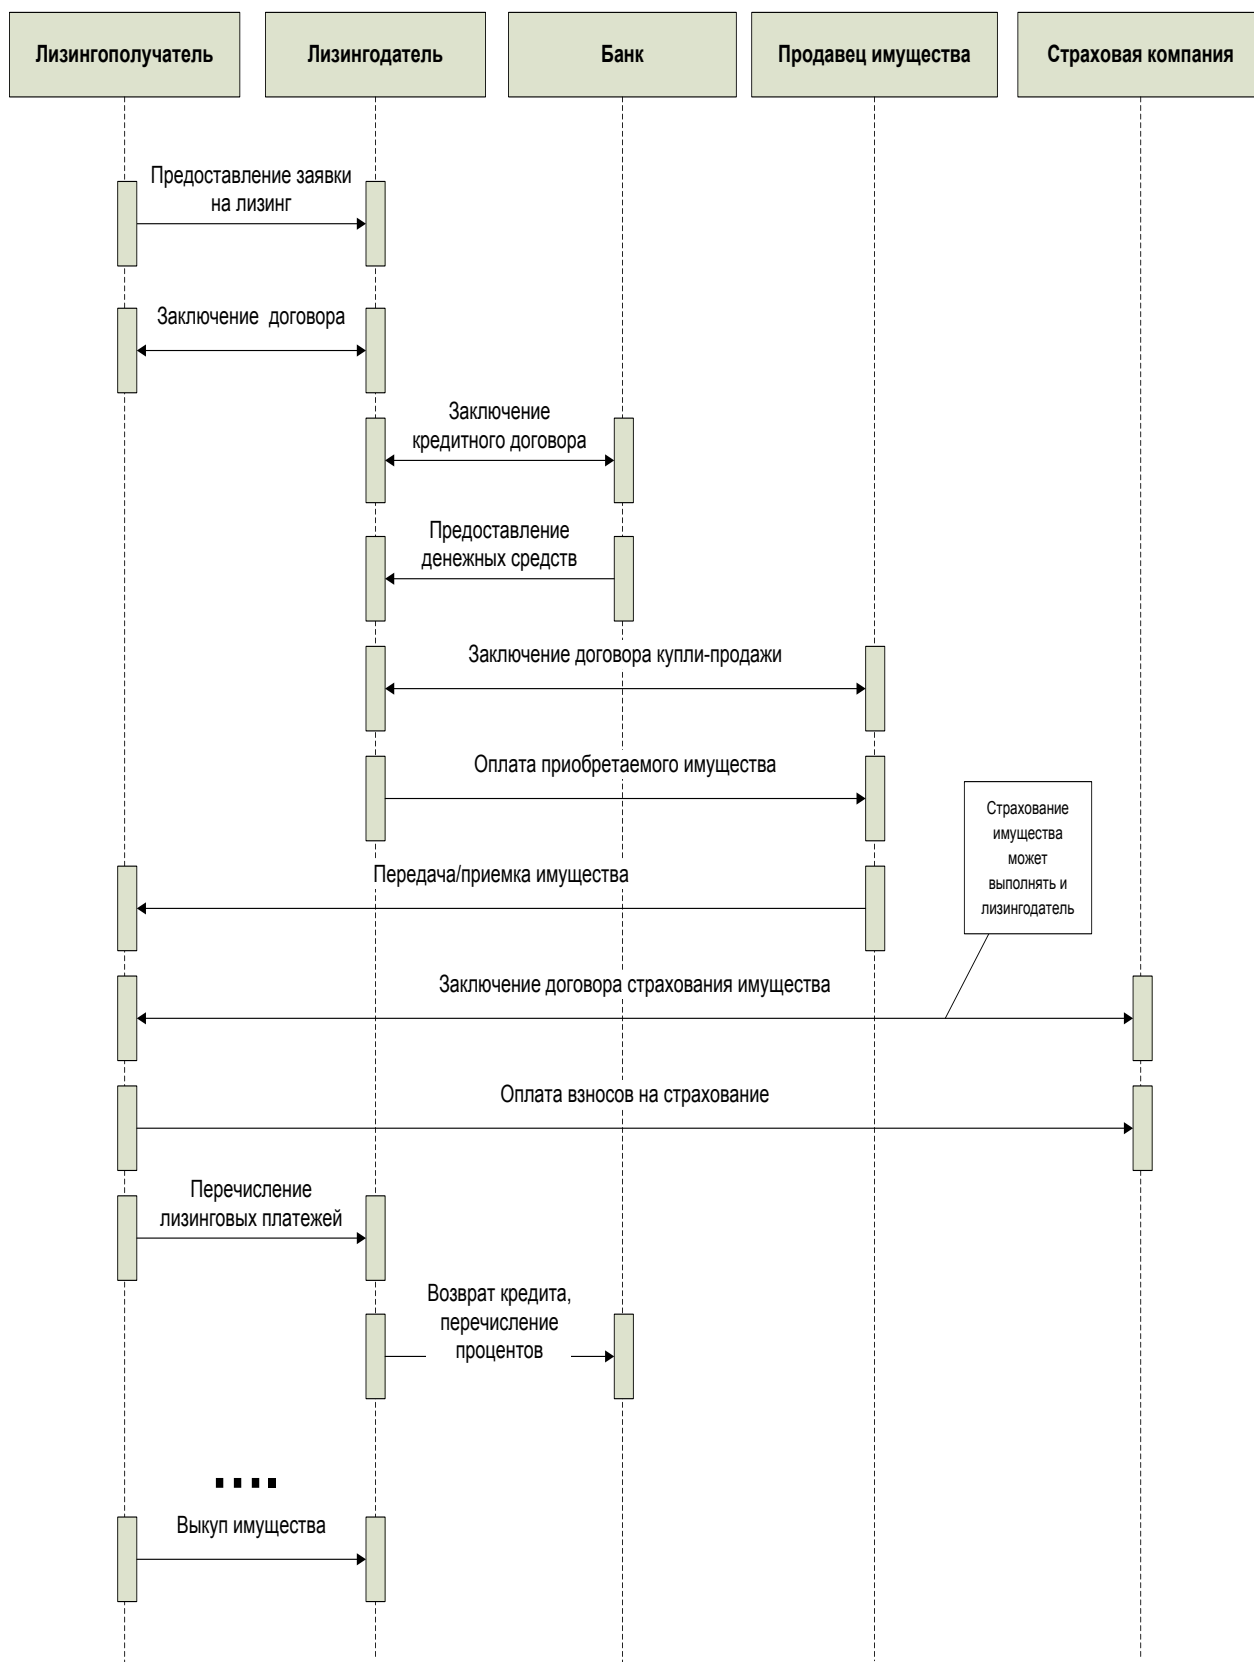 Лизингополучатель
Лизингодатель
Банк
Продавец имущества
Страховая компания
Предоставление заявки
на лизинг
Заключение договора
Заключение
кредитного договора
Предоставление
денежных средств
Заключение договора купли-продажи
Оплата приобретаемого имущества
Страхование
имущества
может
выполнять и
лизингодатель
Передача/приемка имущества
Заключение договора страхования имущества
Оплата взносов на страхование
Перечисление
лизинговых платежей
Возврат кредита,
перечисление
процентов
....
Выкуп имущества